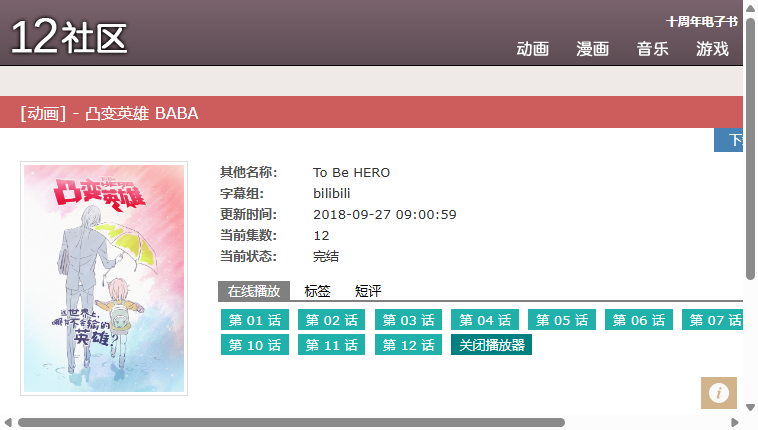 12社区
十周年电子书
动画 漫画 音乐 游戏
[动画] - 凸变英雄 BABA
凸变英雄
这世界上,
哪有不会输的
英雄?
其他名称: To Be HERO
字幕组: bilibili
更新时间: 2018-09-27 09:00:59
当前集数: 12
当前状态: 完结
在线播放 标签 短评
第 01 话 第 02 话 第 03 话 第 04 话 第 05 话 第 06 话 第 07 话
第 10 话 第 11 话 第 12 话 关闭播放器
i